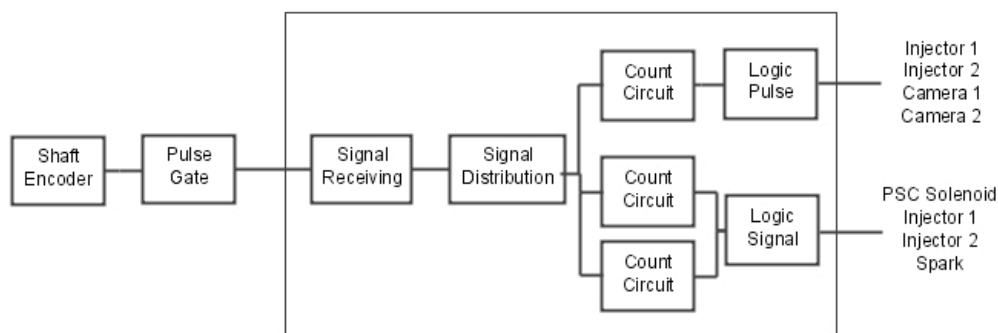 Shaft
Encoder
Pulse
Gate
Signal
Receiving
Signal
Distribution
Count
Circuit
Logic
Pulse
Injector 1
Injector 2
Camera 1
Camera 2
Count
Circuit
Count
Circuit
Logic
Signal
PSC Solenoid
Injector 1
Injector 2
Spark